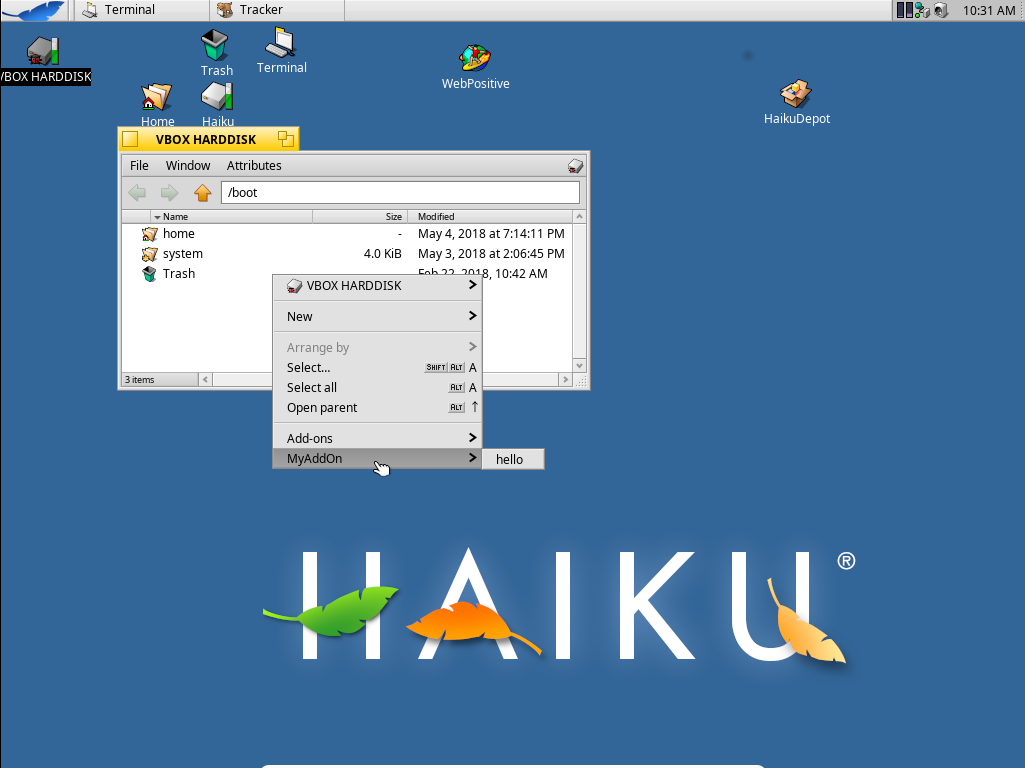 Terminal
Tracker
10:31 AM
VBOX HARDDISK
Trash
Terminal
WebPositive
Home
Haiku
HaikuDepot
VBOX HARDDISK
File Window Attributes
/boot
Name Size Modified
home - May 4, 2018 at 7:14:11 PM
system 4.0 KiB May 3, 2018 at 2:06:45 PM
Trash Feb 22, 2018, 10:42 AM
3 items
VBOX HARDDISK
New
Arrange by
Select... SHIFT ALT A
Select all ALT A
Open parent ALT ↑
Add-ons
MyAddOn
hello
HAIKU®